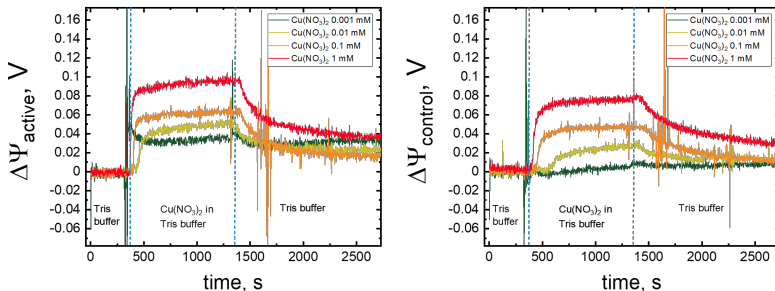 0.16
0.14
0.12
0.1
0.08
0.06
0.04
0.02
0
-0.02
-0.04
-0.06
ΔΨactive, V
Cu(NO3)2 0.001 mM
Cu(NO3)2 0.01 mM
Cu(NO3)2 0.1 mM
Cu(NO3)2 1 mM
Tris
buffer
Cu(NO3)2 in
Tris buffer
Tris buffer
0 500 1000 1500 2000 2500
time, s
0.16
0.14
0.12
0.1
0.08
0.06
0.04
0.02
0
-0.02
-0.04
-0.06
ΔΨcontrol, V
Cu(NO3)2 0.001 mM
Cu(NO3)2 0.01 mM
Cu(NO3)2 0.1 mM
Cu(NO3)2 1 mM
Tris
buffer
Cu(NO3)2 in
Tris buffer
Tris buffer
0 500 1000 1500 2000 2500
time, s